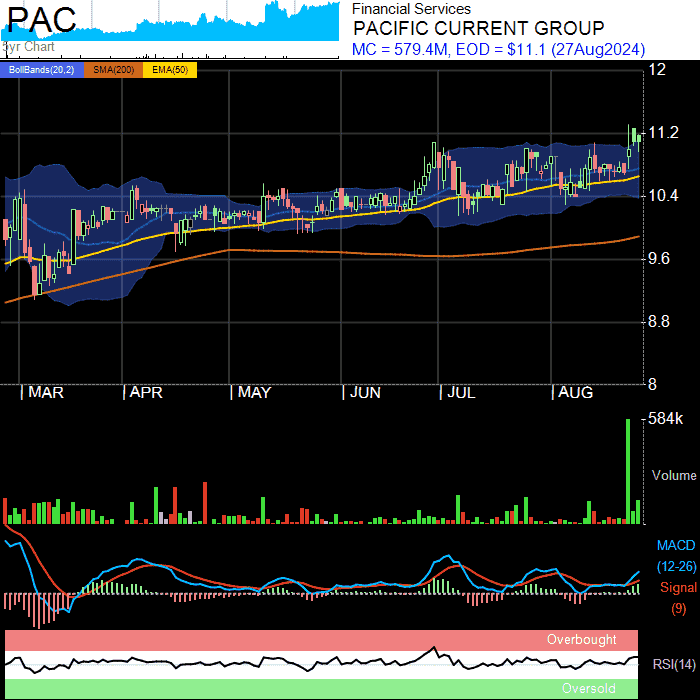 PAC
5yr Chart
Financial Services
PACIFIC CURRENT GROUP
MC = 579.4M, EOD = $11.1 (27Aug2024)
BollBands(20,2) SMA(200) EMA(50)
12
11.2
10.4
9.6
8.8
8
MAR APR MAY JUN JUL AUG
584k
Volume
MACD
(12-26)
Signal
(9)
Overbought
RSI(14)
Oversold